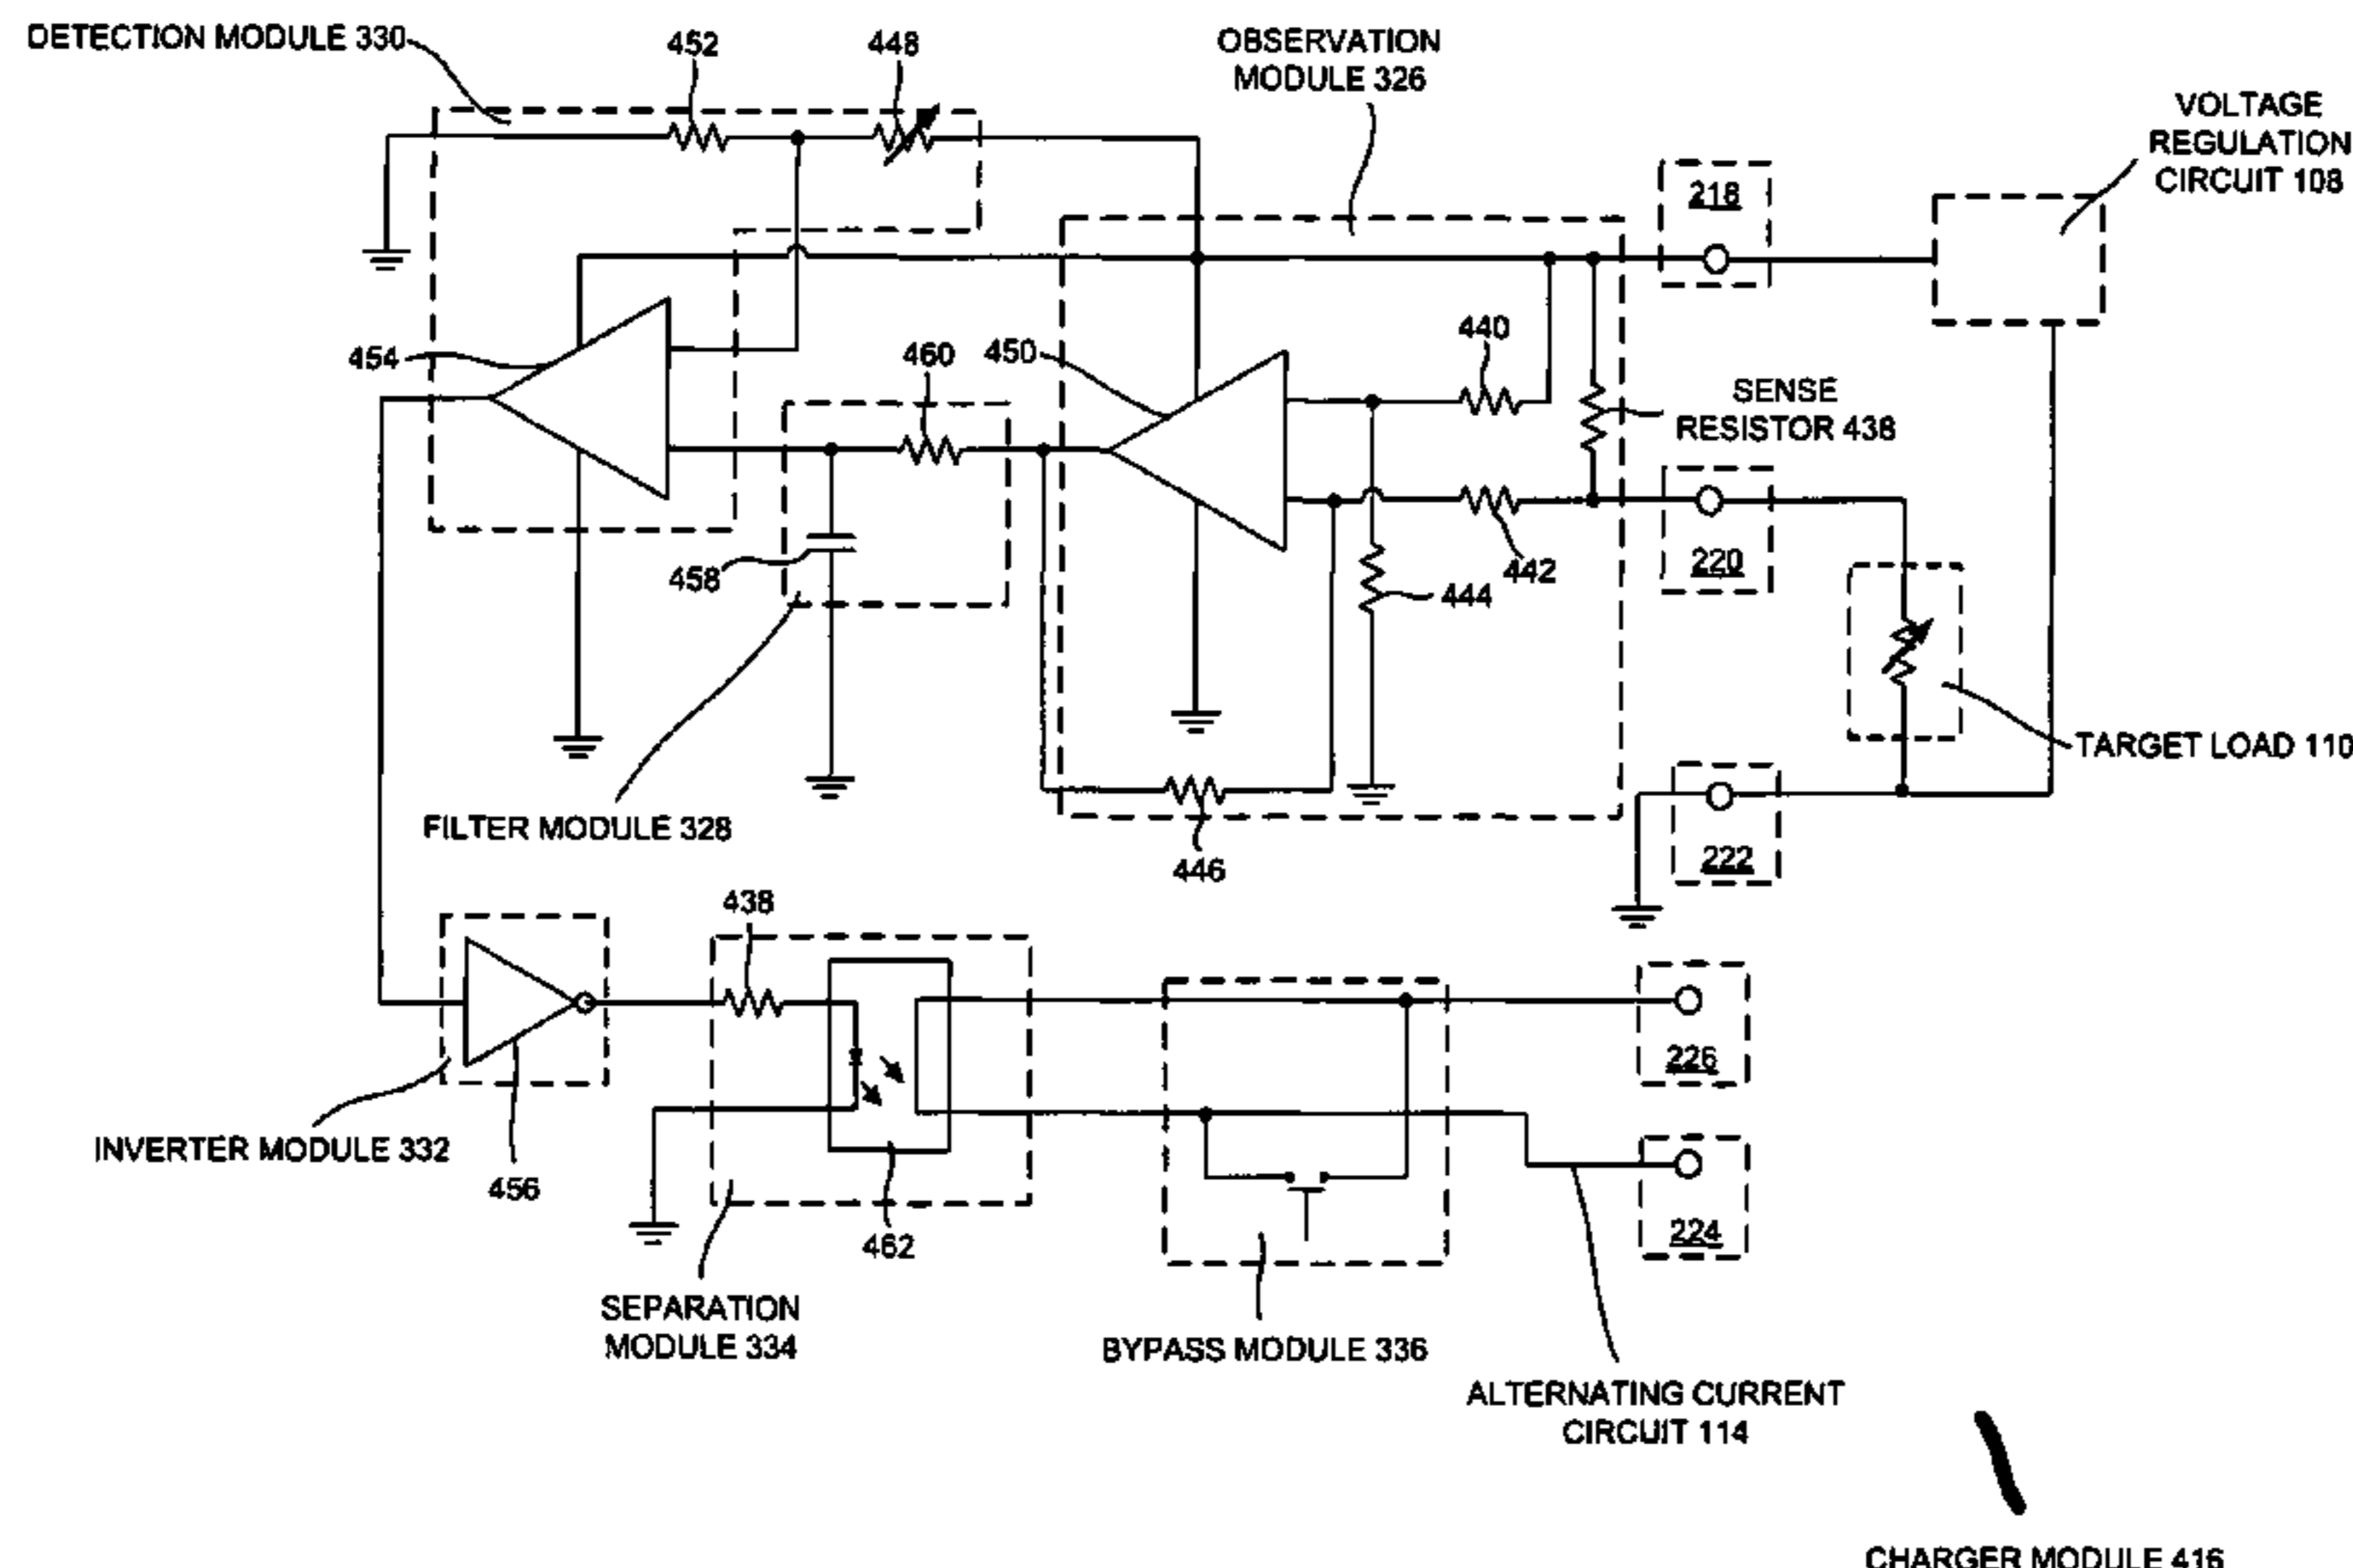 DETECTION MODULE 330
452
448
OBSERVATION
MODULE 326
VOLTAGE
REGULATION
CIRCUIT 108
218
454
460
450
440
SENSE
RESISTOR 438
458
444
442
220
TARGET LOAD 110
FILTER MODULE 328
446
222
438
226
INVERTER MODULE 332
456
462
224
SEPARATION
MODULE 334
BYPASS MODULE 336
ALTERNATING CURRENT
CIRCUIT 114
CHARGER MODULE 416